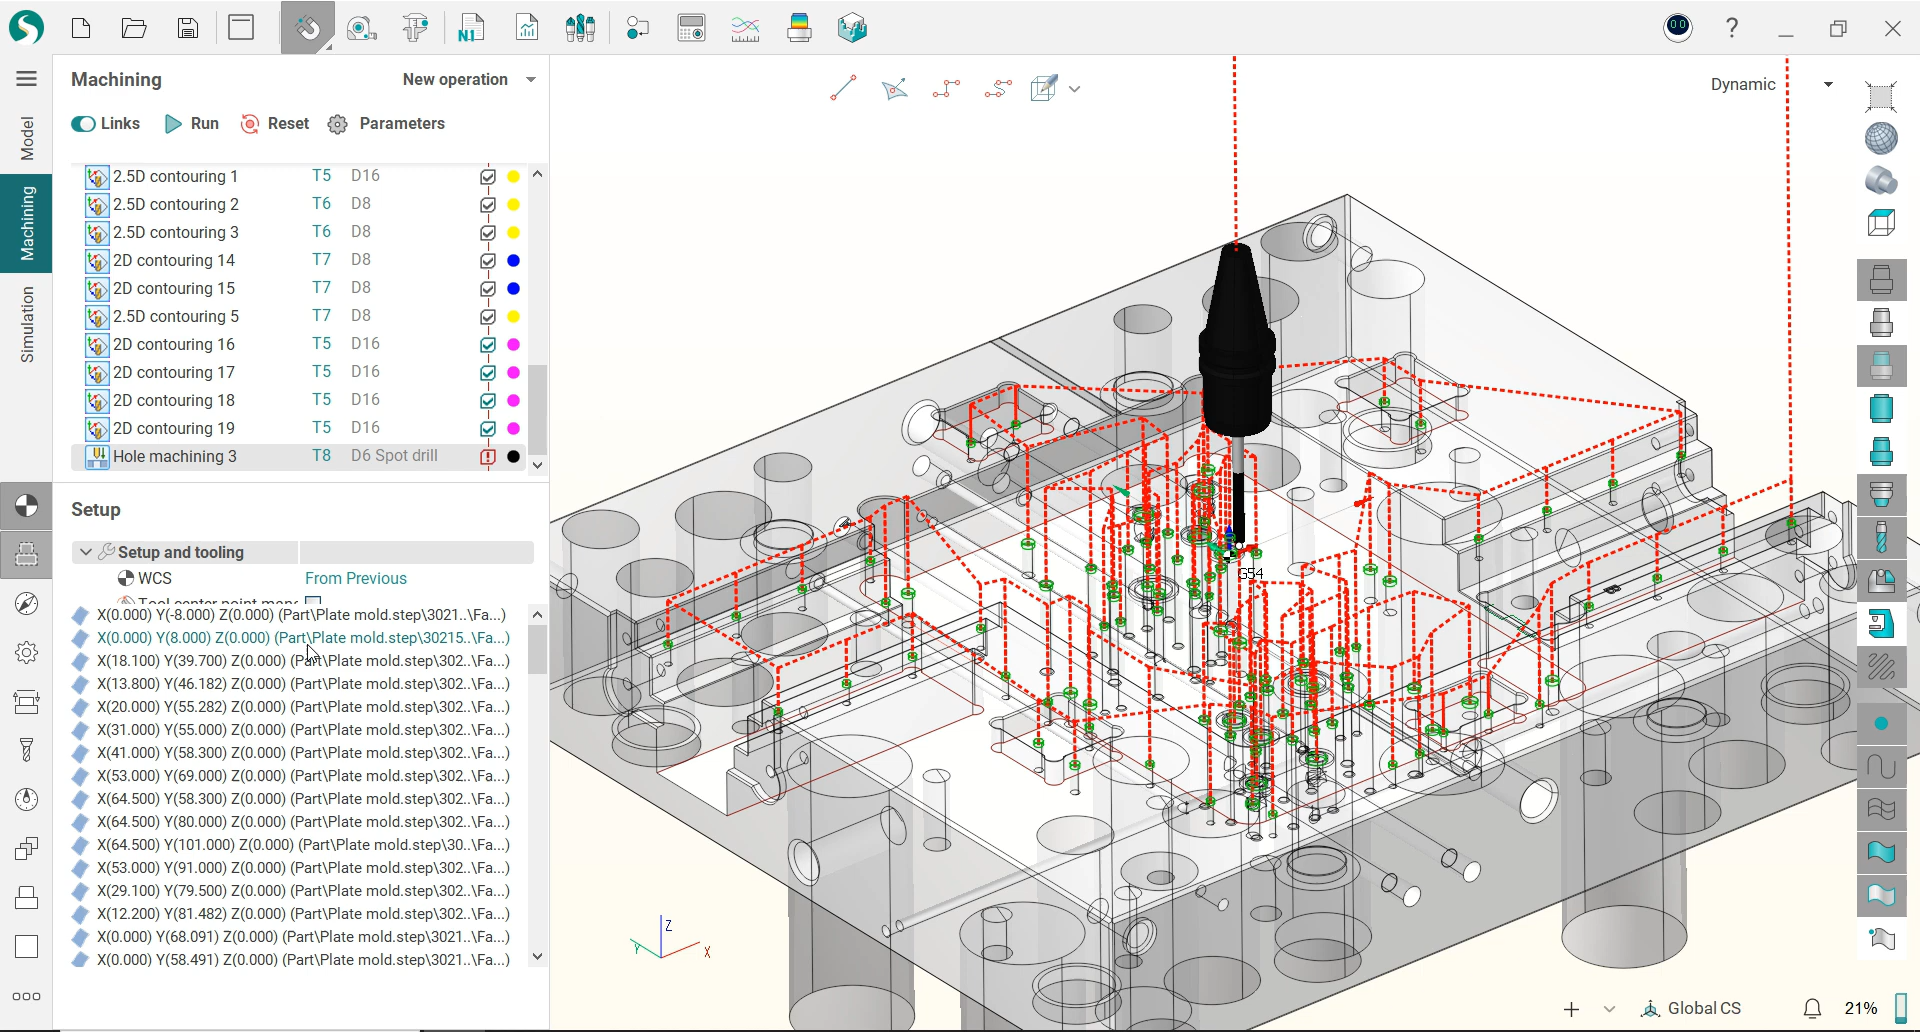 N1
?
Machining
New operation
Dynamic
Links
Run
Reset
Parameters
Model
Machining
Simulation
2.5D contouring 1 T5 D16
2.5D contouring 2 T6 D8
2.5D contouring 3 T6 D8
2D contouring 14 T7 D8
2D contouring 15 T7 D8
2.5D contouring 5 T7 D8
2D contouring 16 T5 D16
2D contouring 17 T5 D16
2D contouring 18 T5 D16
2D contouring 19 T5 D16
Hole machining 3 T8 D6 Spot drill
Setup
Setup and tooling
WCS From Previous
X(0.000) Y(-8.000) Z(0.000) (Part\Plate mold.step\3021..\Fa...)
X(0.000) Y(8.000) Z(0.000) (Part\Plate mold.step\30215..\Fa...)
X(18.100) Y(39.700) Z(0.000) (Part\Plate mold.step\302..\Fa...)
X(13.800) Y(46.182) Z(0.000) (Part\Plate mold.step\302..\Fa...)
X(20.000) Y(55.282) Z(0.000) (Part\Plate mold.step\302..\Fa...)
X(31.000) Y(55.000) Z(0.000) (Part\Plate mold.step\302..\Fa...)
X(41.000) Y(58.300) Z(0.000) (Part\Plate mold.step\302..\Fa...)
X(53.000) Y(69.000) Z(0.000) (Part\Plate mold.step\302..\Fa...)
X(64.500) Y(58.300) Z(0.000) (Part\Plate mold.step\302..\Fa...)
X(64.500) Y(80.000) Z(0.000) (Part\Plate mold.step\302..\Fa...)
X(64.500) Y(101.000) Z(0.000) (Part\Plate mold.step\30..\Fa...)
X(53.000) Y(91.000) Z(0.000) (Part\Plate mold.step\302..\Fa...)
X(29.100) Y(79.500) Z(0.000) (Part\Plate mold.step\302..\Fa...)
X(12.200) Y(81.482) Z(0.000) (Part\Plate mold.step\302..\Fa...)
X(0.000) Y(68.091) Z(0.000) (Part\Plate mold.step\3021..\Fa...)
X(0.000) Y(58.491) Z(0.000) (Part\Plate mold.step\3021..\Fa...)
G54
Z
Y
X
Global CS
21%